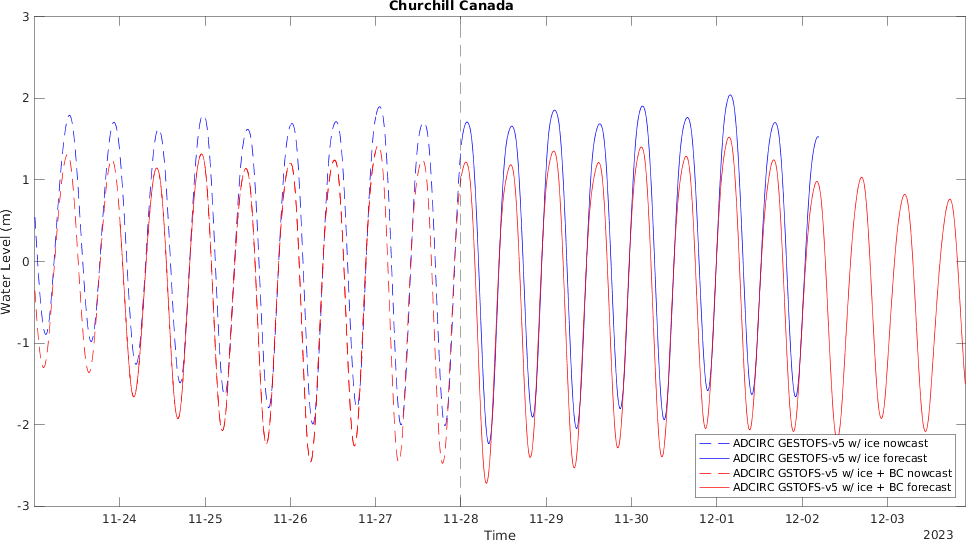 Churchill Canada
3
2
1
0
-1
-2
-3
Water Level (m)
11-24 11-25 11-26 11-27 11-28 11-29 11-30 12-01 12-02 12-03
Time
2023
ADCIRC GESTOFS-v5 w/ ice nowcast
ADCIRC GESTOFS-v5 w/ ice forecast
ADCIRC GSTOFS-v5 w/ ice + BC nowcast
ADCIRC GSTOFS-v5 w/ ice + BC forecast